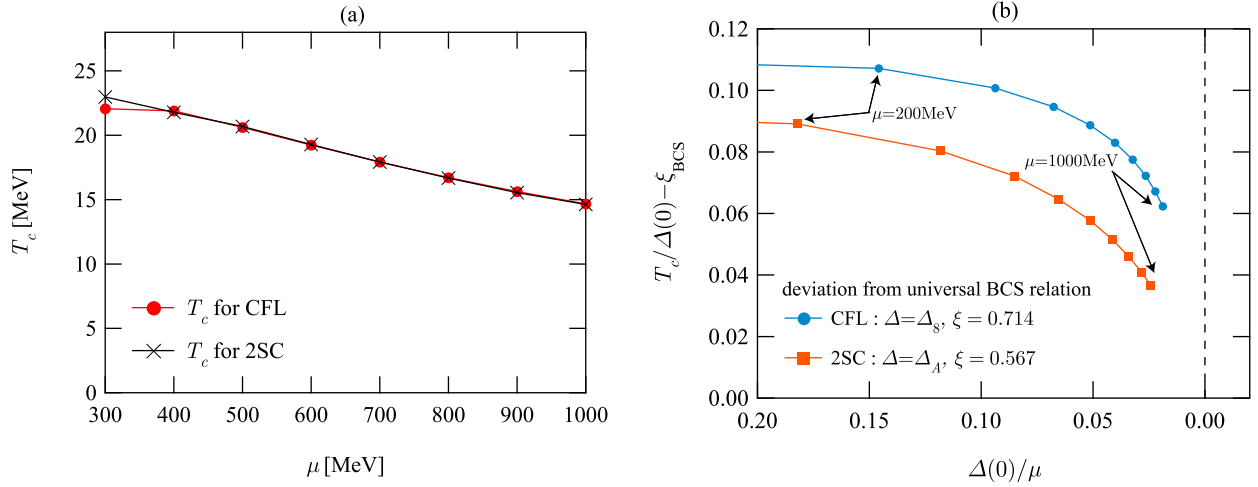 (a)
25
20
15
10
5
0
T_c [MeV]
T_c for CFL
T_c for 2SC
300 400 500 600 700 800 900 1000
μ [MeV]
(b)
0.12
0.10
0.08
0.06
0.04
0.02
0.00
T_c/Δ(0)−ξ_BCS
μ=200MeV
μ=1000MeV
deviation from universal BCS relation
CFL : Δ=Δ_8, ξ = 0.714
2SC : Δ=Δ_A, ξ = 0.567
0.20 0.15 0.10 0.05 0.00
Δ(0)/μ